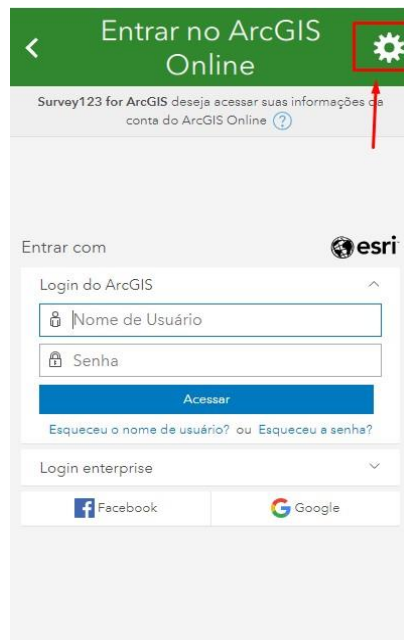 Entrar no ArcGIS
Online
Survey123 for ArcGIS deseja acessar suas informações da
conta do ArcGIS Online ?
Entrar com
esri
Login do ArcGIS
Nome de Usuário
Senha
Acessar
Esqueceu o nome de usuário? ou Esqueceu a senha?
Login enterprise
Facebook
Google